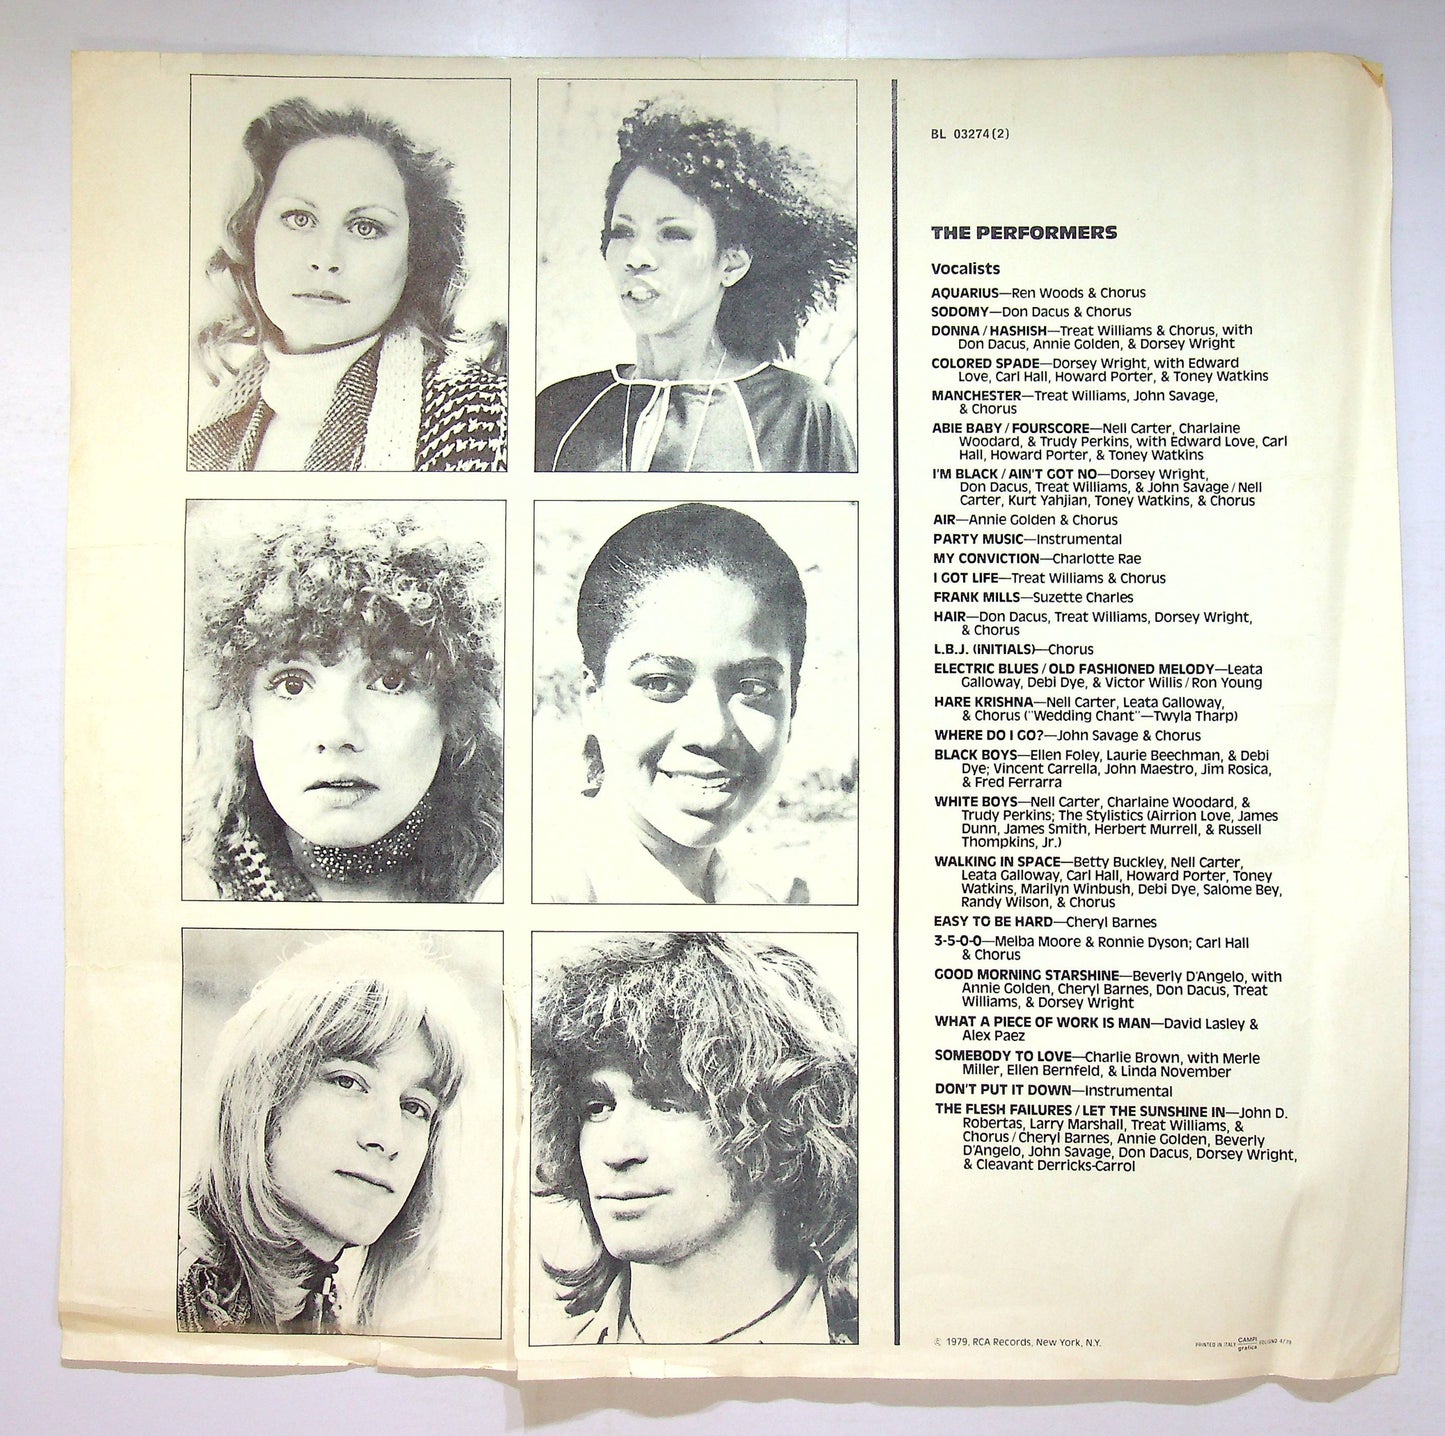 BL 03274(2)
THE PERFORMERS
Vocalists
AQUARIUS—Ren Woods & Chorus
SODOMY—Don Dacus & Chorus
DONNA/HASHISH—Treat Williams & Chorus, with
Don Dacus, Annie Golden, & Dorsey Wright
COLORED SPADE—Dorsey Wright, with Edward
Love, Carl Hall, Howard Porter, & Toney Watkins
MANCHESTER—Treat Williams, John Savage,
& Chorus
ABIE BABY/FOURSCORE—Nell Carter, Charlaine
Woodard, & Trudy Perkins, with Edward Love, Carl
Hall, Howard Porter, & Toney Watkins
I'M BLACK/AIN'T GOT NO—Dorsey Wright,
Don Dacus, Treat Williams, & John Savage/Nell
Carter, Kurt Yahjian, Toney Watkins, & Chorus
AIR—Annie Golden & Chorus
PARTY MUSIC—Instrumental
MY CONVICTION—Charlotte Rae
I GOT LIFE—Treat Williams & Chorus
FRANK MILLS—Suzette Charles
HAIR—Don Dacus, Treat Williams, Dorsey Wright,
& Chorus
L.B.J. (INITIALS)—Chorus
ELECTRIC BLUES/OLD FASHIONED MELODY—Leata
Galloway, Debi Dye, & Victor Willis/Ron Young
HARE KRISHNA—Nell Carter, Leata Galloway,
& Chorus ("Wedding Chant"—Twyla Tharp)
WHERE DO I GO?—John Savage & Chorus
BLACK BOYS—Ellen Foley, Laurie Beechman, & Debi
Dye; Vincent Carrella, John Maestro, Jim Rosica,
& Fred Ferrarra
WHITE BOYS—Nell Carter, Charlaine Woodard, &
Trudy Perkins; The Stylistics (Airrion Love, James
Dunn, James Smith, Herbert Murrell, & Russell
Thompkins, Jr.)
WALKING IN SPACE—Betty Buckley, Nell Carter,
Leata Galloway, Carl Hall, Howard Porter, Toney
Watkins, Marilyn Winbush, Debi Dye, Salome Bey,
Randy Wilson, & Chorus
EASY TO BE HARD—Cheryl Barnes
3-5-0-0—Melba Moore & Ronnie Dyson; Carl Hall
& Chorus
GOOD MORNING STARSHINE—Beverly D'Angelo, with
Annie Golden, Cheryl Barnes, Don Dacus, Treat
Williams, & Dorsey Wright
WHAT A PIECE OF WORK IS MAN—David Lasley &
Alex Paez
SOMEBODY TO LOVE—Charlie Brown, with Merle
Miller, Ellen Bernfeld, & Linda November
DON'T PUT IT DOWN—Instrumental
THE FLESH FAILURES/LET THE SUNSHINE IN—John D.
Robertas, Larry Marshall, Treat Williams, &
Chorus/Cheryl Barnes, Annie Golden, Beverly
D'Angelo, John Savage, Don Dacus, Dorsey Wright,
& Cleavant Derricks-Carrol
℗ 1979, RCA Records, New York, N.Y.
PRINTED IN ITALY CAMPI grafica FOLIGNO 4/79